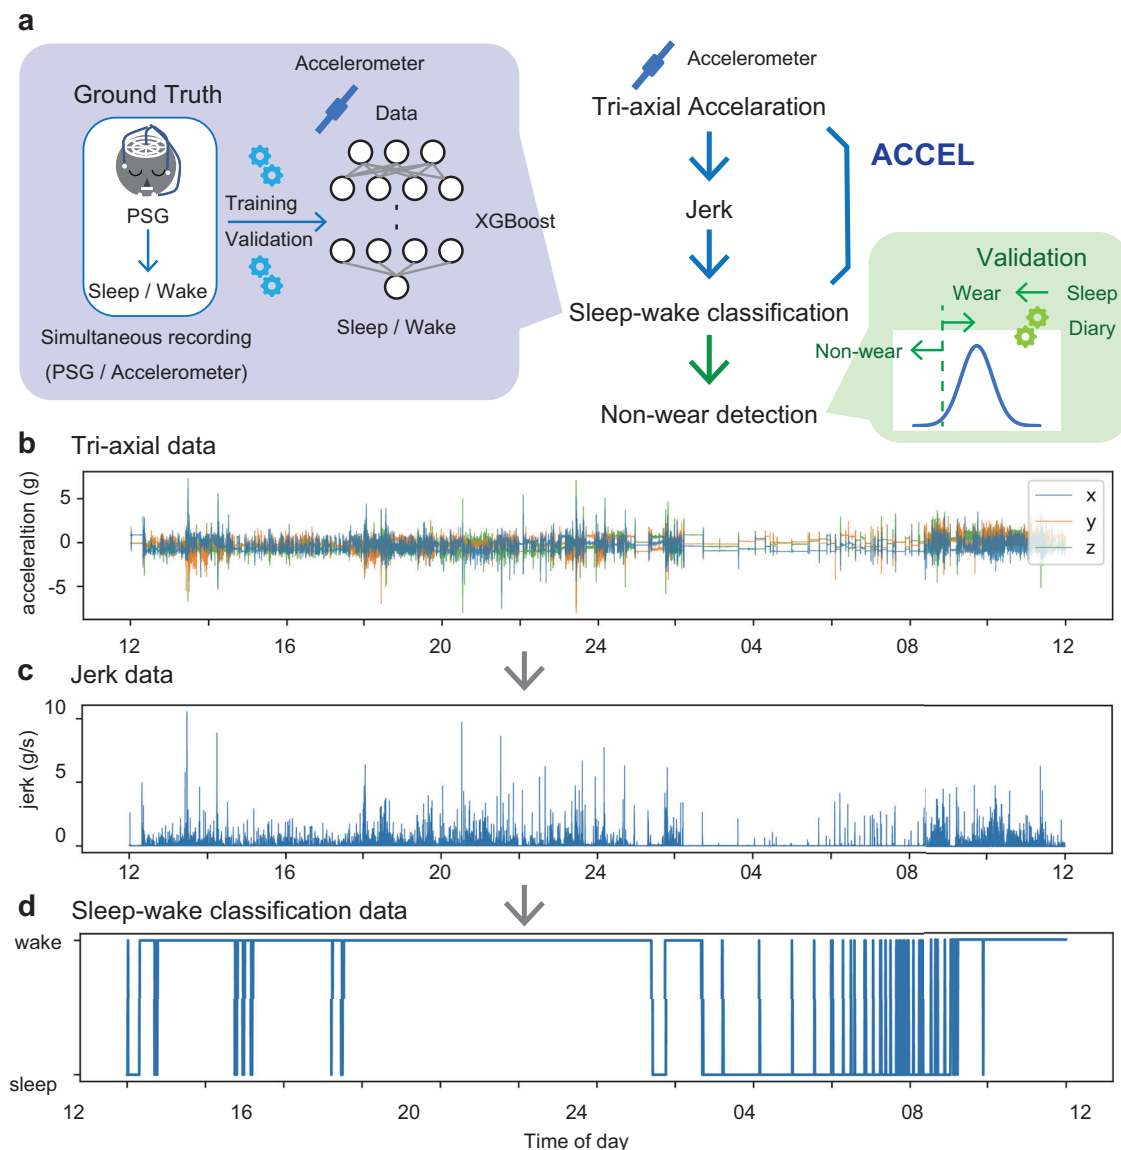 a
Accelerometer
Ground Truth
Data
PSG
Sleep / Wake
Training
Validation
XGBoost
Sleep / Wake
Simultaneous recording
(PSG / Accelerometer)
Accelerometer
Tri-axial Accelaration
ACCEL
Jerk
Sleep-wake classification
Non-wear detection
Validation
Wear
Sleep
Diary
Non-wear
b Tri-axial data
acceleraltion (g)
5
0
-5
x
y
z
12 16 20 24 04 08 12
c Jerk data
jerk (g/s)
10
5
0
12 16 20 24 04 08 12
d Sleep-wake classification data
wake
sleep
12 16 20 24 04 08 12
Time of day